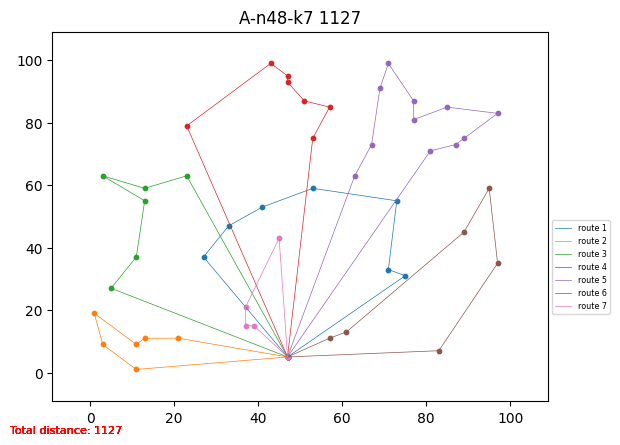 A-n48-k7 1127
100
80
60
40
20
0
0 20 40 60 80 100
route 1
route 2
route 3
route 4
route 5
route 6
route 7
Total distance: 1127